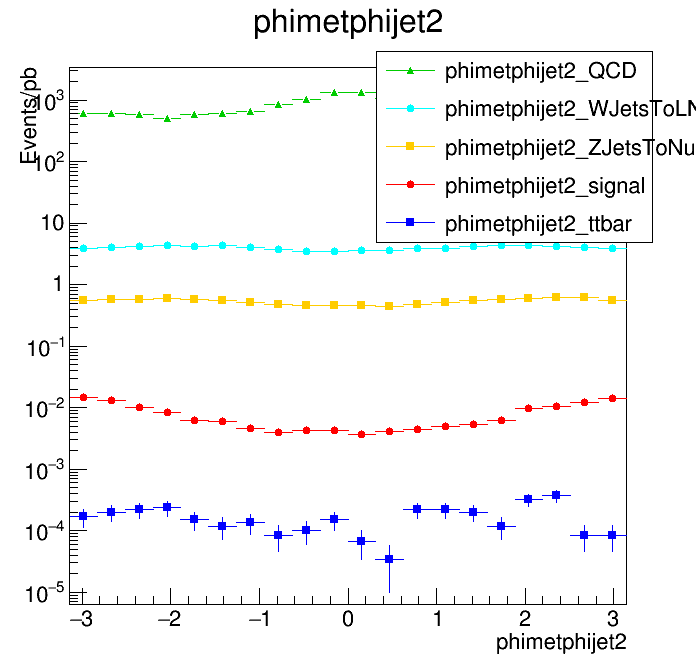 phimetphijet2
Events/pb
phimetphijet2_QCD
phimetphijet2_WJetsToLN
phimetphijet2_ZJetsToNu
phimetphijet2_signal
phimetphijet2_ttbar
10³
10²
10
1
10⁻¹
10⁻²
10⁻³
10⁻⁴
10⁻⁵
−3 −2 −1 0 1 2 3
phimetphijet2